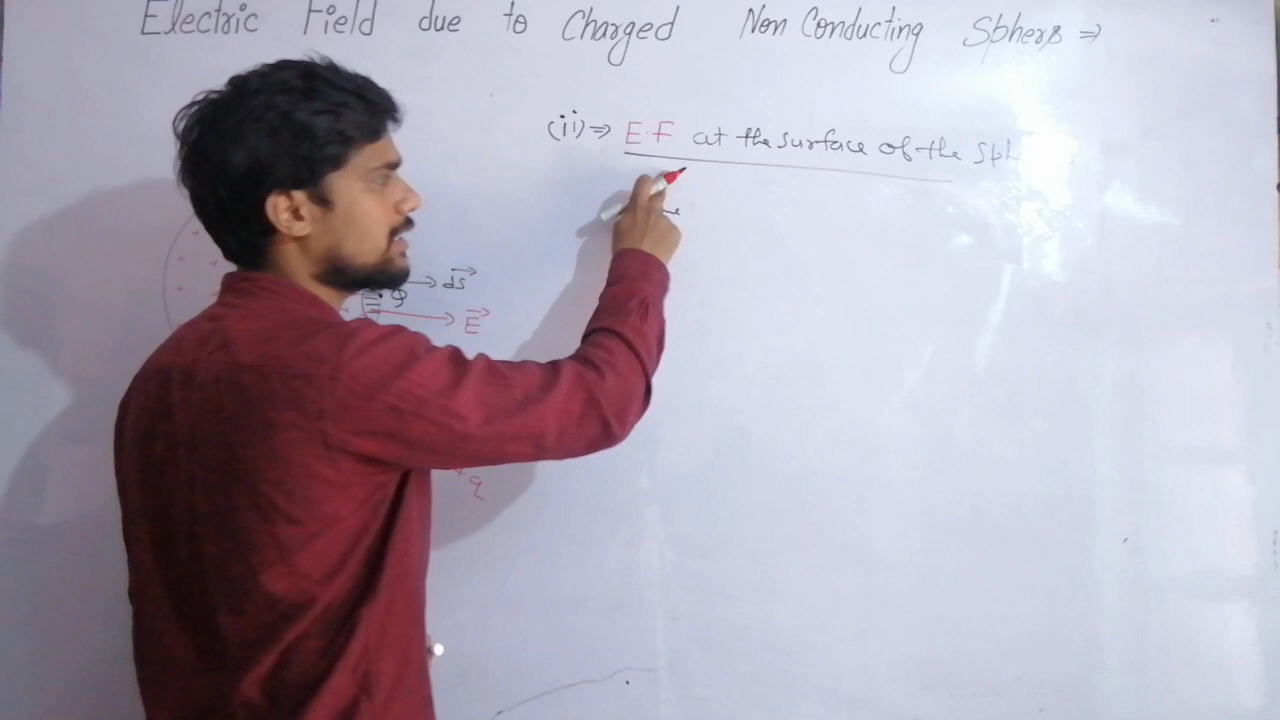 Electric Field due to Charged Non Conducting Sphere ⇒
(ii) ⇒ E.F at the surface of the Sph
ds
E
q